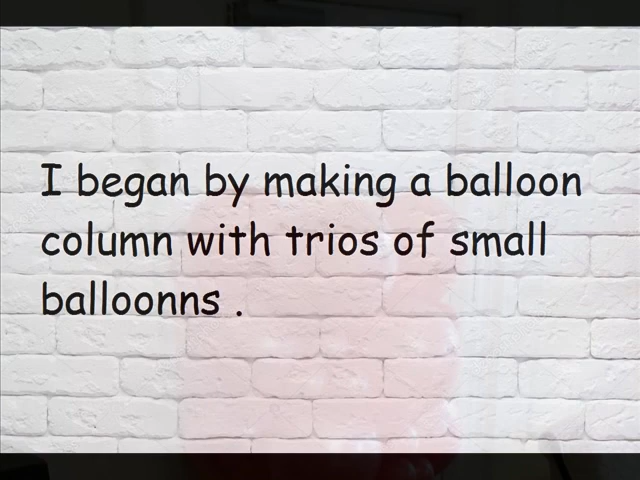 I began by making a balloon
column with trios of small
balloonns .